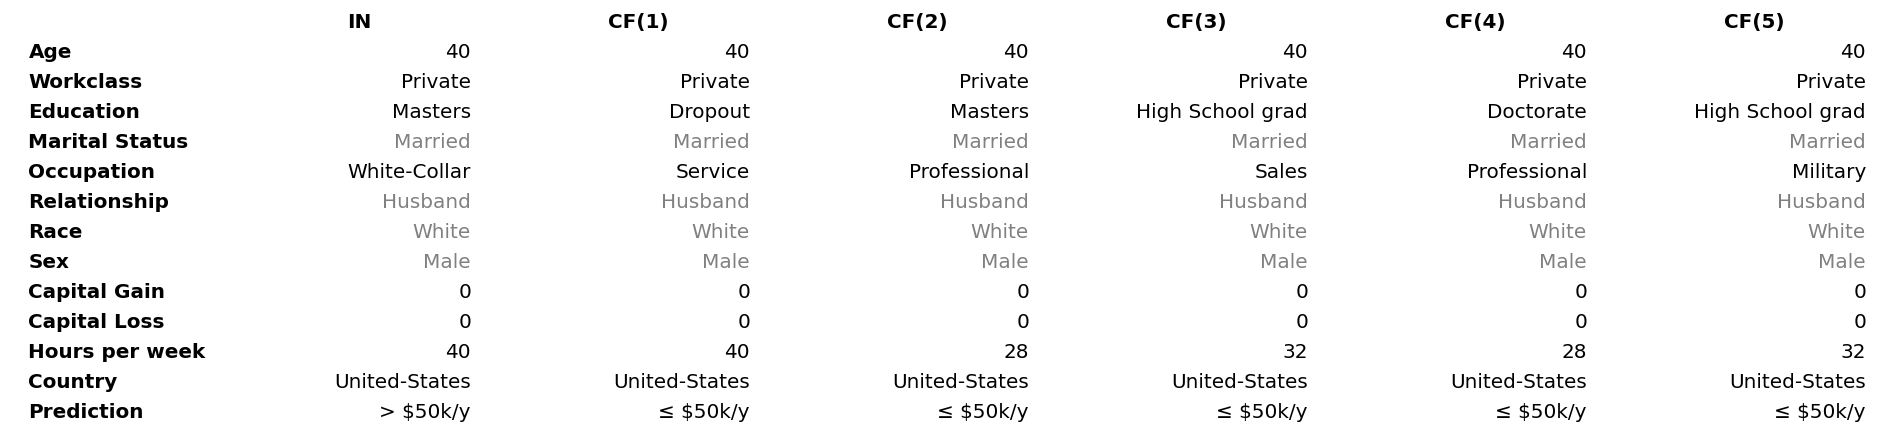 IN CF(1) CF(2) CF(3) CF(4) CF(5)
Age 40 40 40 40 40 40
Workclass Private Private Private Private Private Private
Education Masters Dropout Masters High School grad Doctorate High School grad
Marital Status Married Married Married Married Married Married
Occupation White-Collar Service Professional Sales Professional Military
Relationship Husband Husband Husband Husband Husband Husband
Race White White White White White White
Sex Male Male Male Male Male Male
Capital Gain 0 0 0 0 0 0
Capital Loss 0 0 0 0 0 0
Hours per week 40 40 28 32 28 32
Country United-States United-States United-States United-States United-States United-States
Prediction > $50k/y ≤ $50k/y ≤ $50k/y ≤ $50k/y ≤ $50k/y ≤ $50k/y